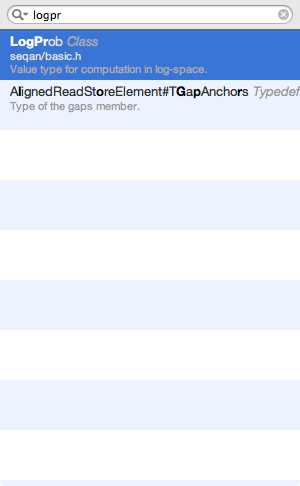 logpr
LogProb Class
seqan/basic.h
Value type for computation in log-space.
AlignedReadStoreElement#TGapAnchors Typedef
Type of the gaps member.